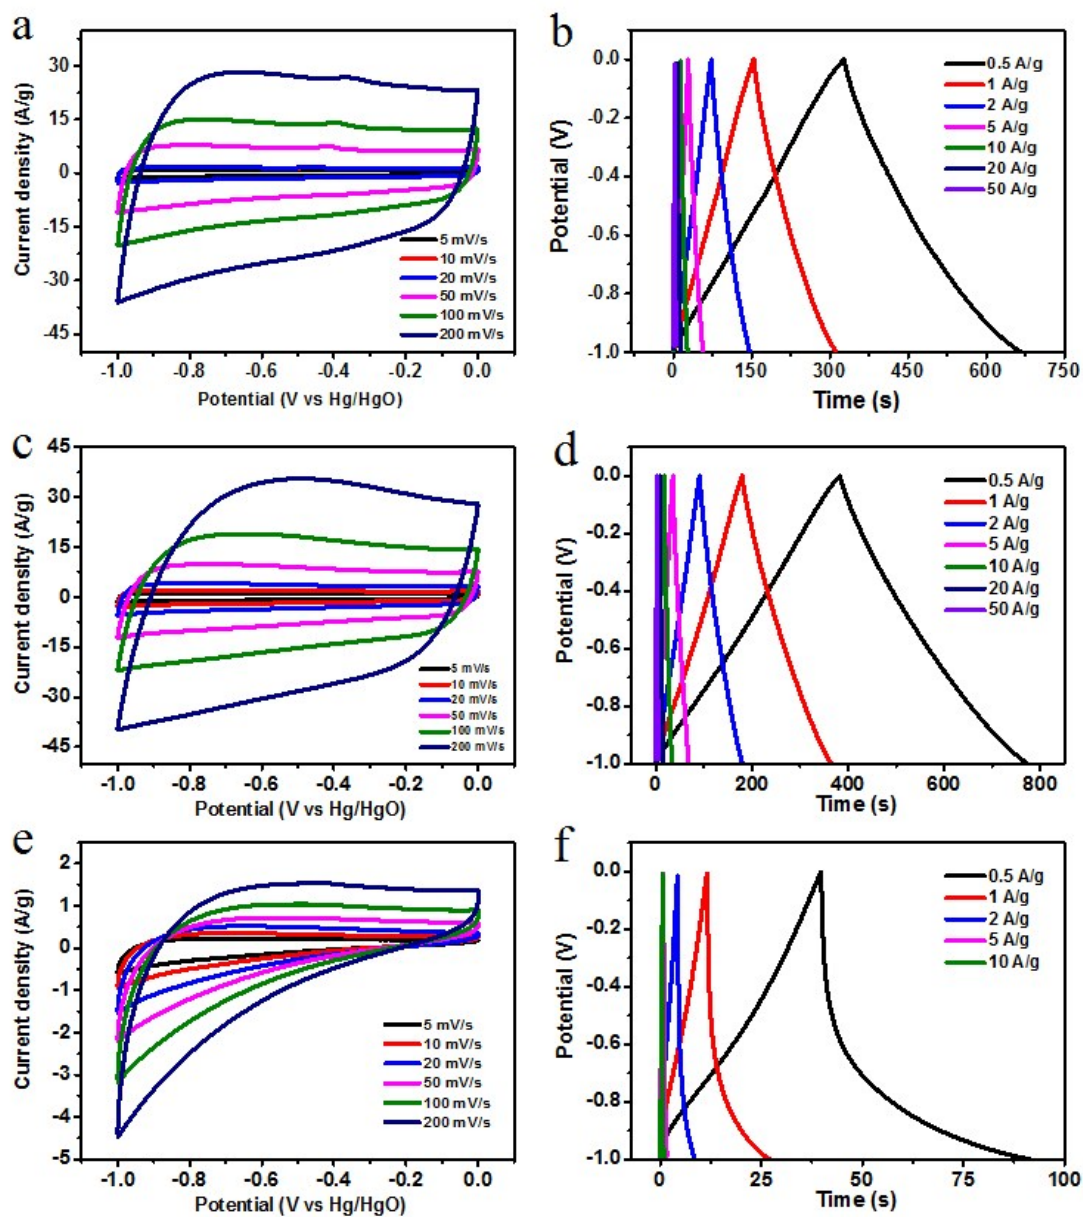 a
Current density (A/g)
30
15
0
-15
-30
-45
-1.0 -0.8 -0.6 -0.4 -0.2 0.0
Potential (V vs Hg/HgO)
5 mV/s
10 mV/s
20 mV/s
50 mV/s
100 mV/s
200 mV/s
b
Potential (V)
0.0
-0.2
-0.4
-0.6
-0.8
-1.0
0 150 300 450 600 750
Time (s)
0.5 A/g
1 A/g
2 A/g
5 A/g
10 A/g
20 A/g
50 A/g
c
Current density (A/g)
45
30
15
0
-15
-30
-45
-1.0 -0.8 -0.6 -0.4 -0.2 0.0
Potential (V vs Hg/HgO)
5 mV/s
10 mV/s
20 mV/s
50 mV/s
100 mV/s
200 mV/s
d
Potential (V)
0.0
-0.2
-0.4
-0.6
-0.8
-1.0
0 200 400 600 800
Time (s)
0.5 A/g
1 A/g
2 A/g
5 A/g
10 A/g
20 A/g
50 A/g
e
Current density (A/g)
2
1
0
-1
-2
-3
-4
-5
-1.0 -0.8 -0.6 -0.4 -0.2 0.0
Potential (V vs Hg/HgO)
5 mV/s
10 mV/s
20 mV/s
50 mV/s
100 mV/s
200 mV/s
f
Potential (V)
0.0
-0.2
-0.4
-0.6
-0.8
-1.0
0 25 50 75 100
Time (s)
0.5 A/g
1 A/g
2 A/g
5 A/g
10 A/g